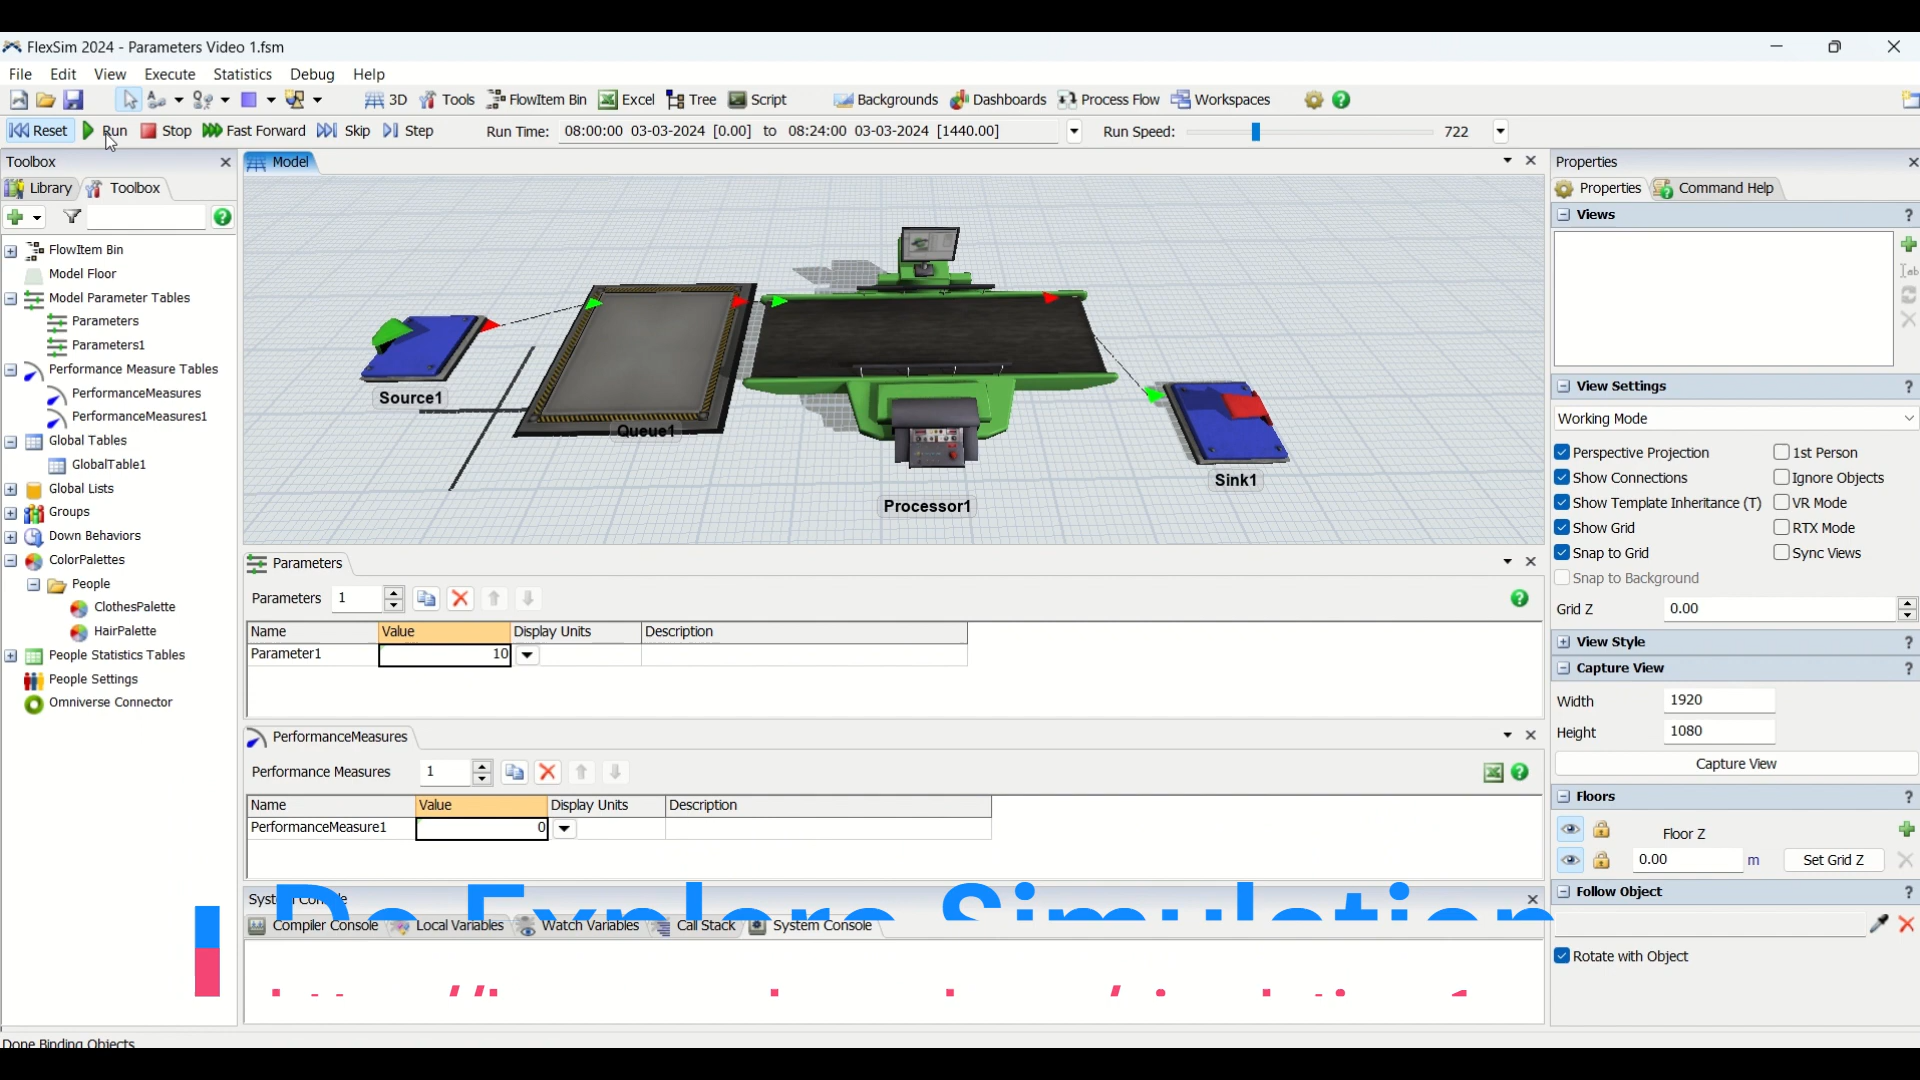 FlexSim 2024 - Parameters Video 1.fsm
File Edit View Execute Statistics Debug Help
3D Tools FlowItem Bin Excel Tree Script Backgrounds Dashboards Process Flow Workspaces
Reset Run Stop Fast Forward Skip Step Run Time: 08:00:00 03-03-2024 [0.00] to 08:24:00 03-03-2024 [1440.00] Run Speed: 722
Toolbox
Library Toolbox
FlowItem Bin
Model Floor
Model Parameter Tables
Parameters
Parameters1
Performance Measure Tables
PerformanceMeasures
PerformanceMeasures1
Global Tables
GlobalTable1
Global Lists
Groups
Down Behaviors
ColorPalettes
People
ClothesPalette
HairPalette
People Statistics Tables
People Settings
Omniverse Connector
Model
Source1
Queue1
Processor1
Sink1
Parameters
Parameters 1
Name Value Display Units Description
Parameter1 10
PerformanceMeasures
Performance Measures 1
Name Value Display Units Description
PerformanceMeasure1 0
Do Explore Simulation
Compiler Console Local Variables Watch Variables Call Stack System Console
Properties
Properties Command Help
Views
View Settings
Working Mode
Perspective Projection 1st Person
Show Connections Ignore Objects
Show Template Inheritance (T) VR Mode
Show Grid RTX Mode
Snap to Grid Sync Views
Snap to Background
Grid Z 0.00
View Style
Capture View
Width 1920
Height 1080
Capture View
Floors
Floor Z
0.00 m Set Grid Z
Follow Object
Rotate with Object
Done Binding Objects